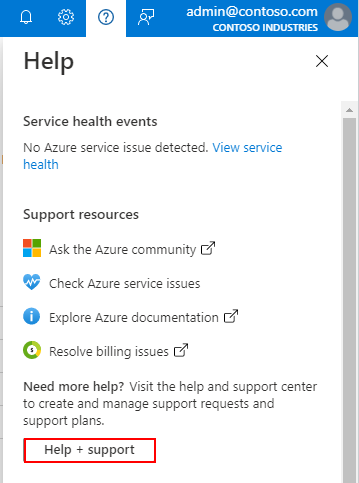 admin@contoso.com
CONTOSO INDUSTRIES
Help
Service health events
No Azure service issue detected. View service
health
Support resources
Ask the Azure community
Check Azure service issues
Explore Azure documentation
Resolve billing issues
Need more help? Visit the help and support center
to create and manage support requests and
support plans.
Help + support